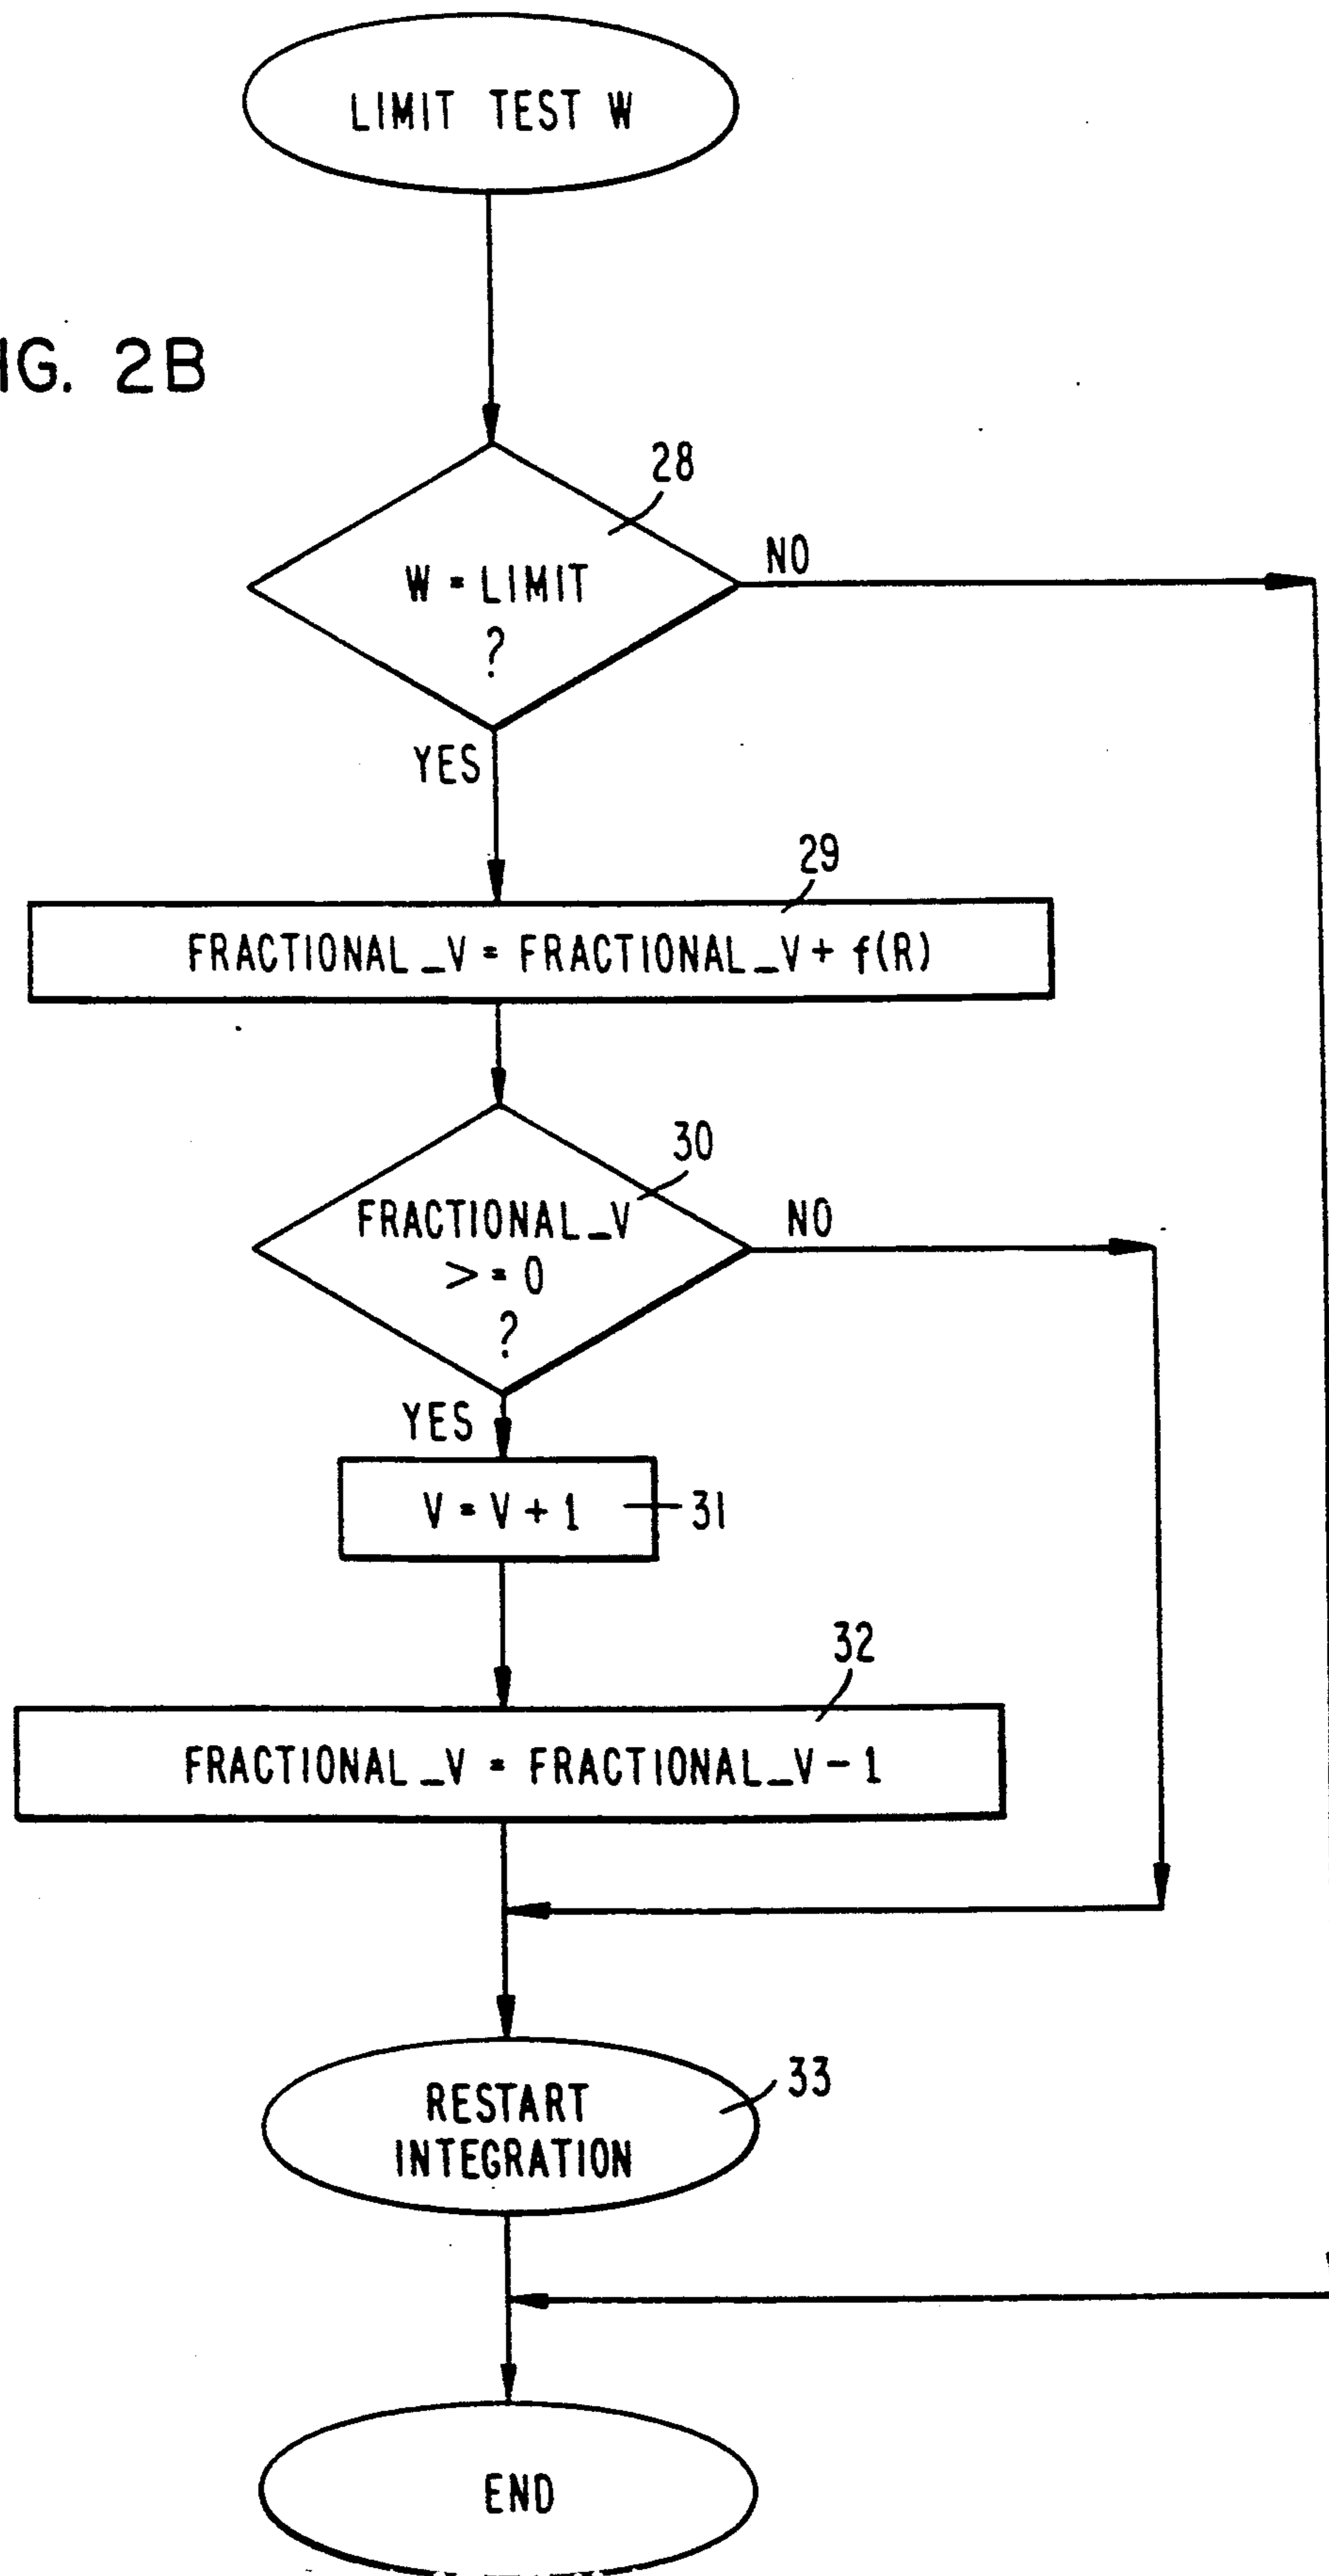 LIMIT TEST W
IG. 2B
28
W = LIMIT
?
NO
YES
29
FRACTIONAL_V = FRACTIONAL_V + f(R)
30
FRACTIONAL_V
> = 0
?
NO
YES
V = V + 1
31
32
FRACTIONAL_V = FRACTIONAL_V - 1
RESTART
INTEGRATION
33
END